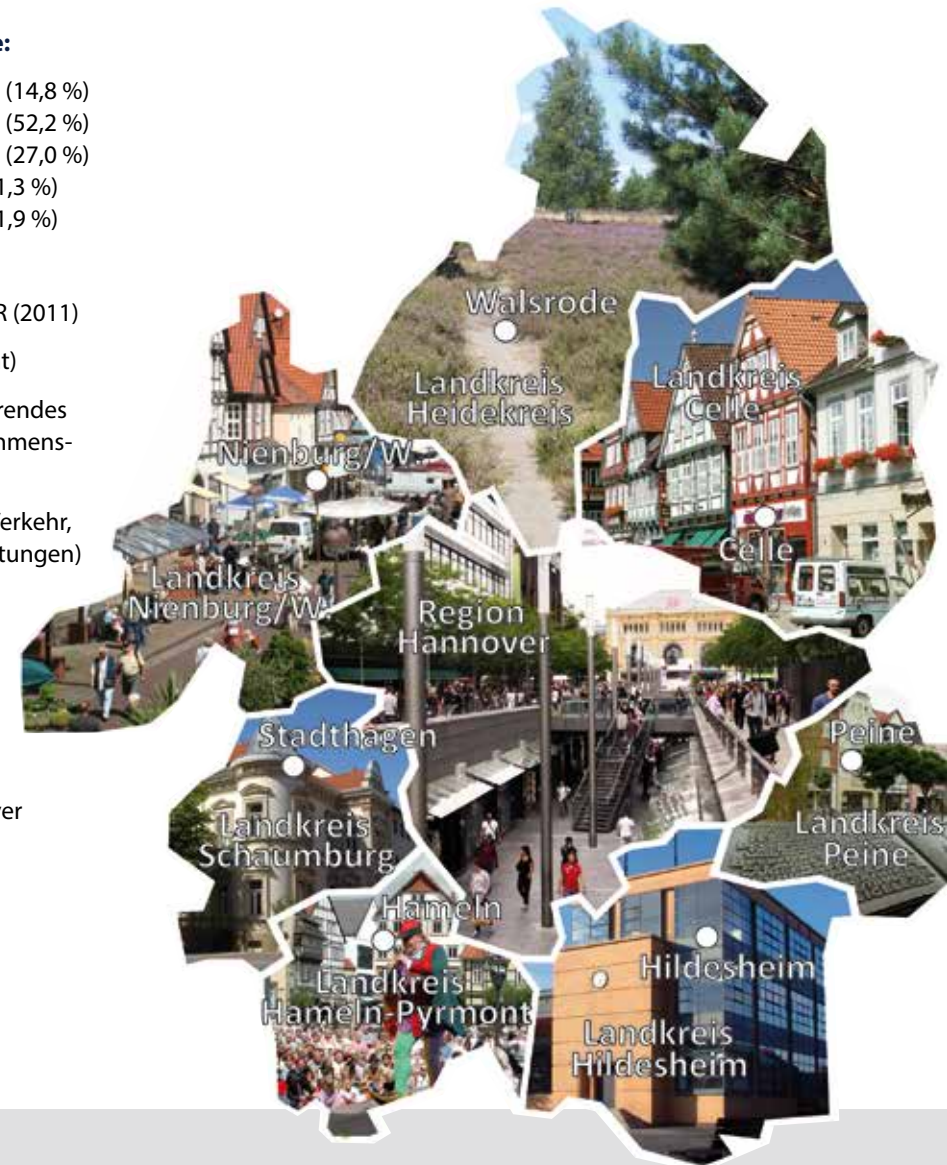 e:
(14,8 %)
(52,2 %)
(27,0 %)
1,3 %)
1,9 %)
R (2011)
t)
rendes
mmens-
Verkehr,
tungen)
er
Walsrode
Landkreis
Heidekreis
Landkreis
Celle
Celle
Nienburg/W.
Landkreis
Nienburg/W.
Region
Hannover
Stadthagen
Landkreis
Schaumburg
Peine
Landkreis
Peine
Hameln
Landkreis
Hameln-Pyrmont
Hildesheim
Landkreis
Hildesheim